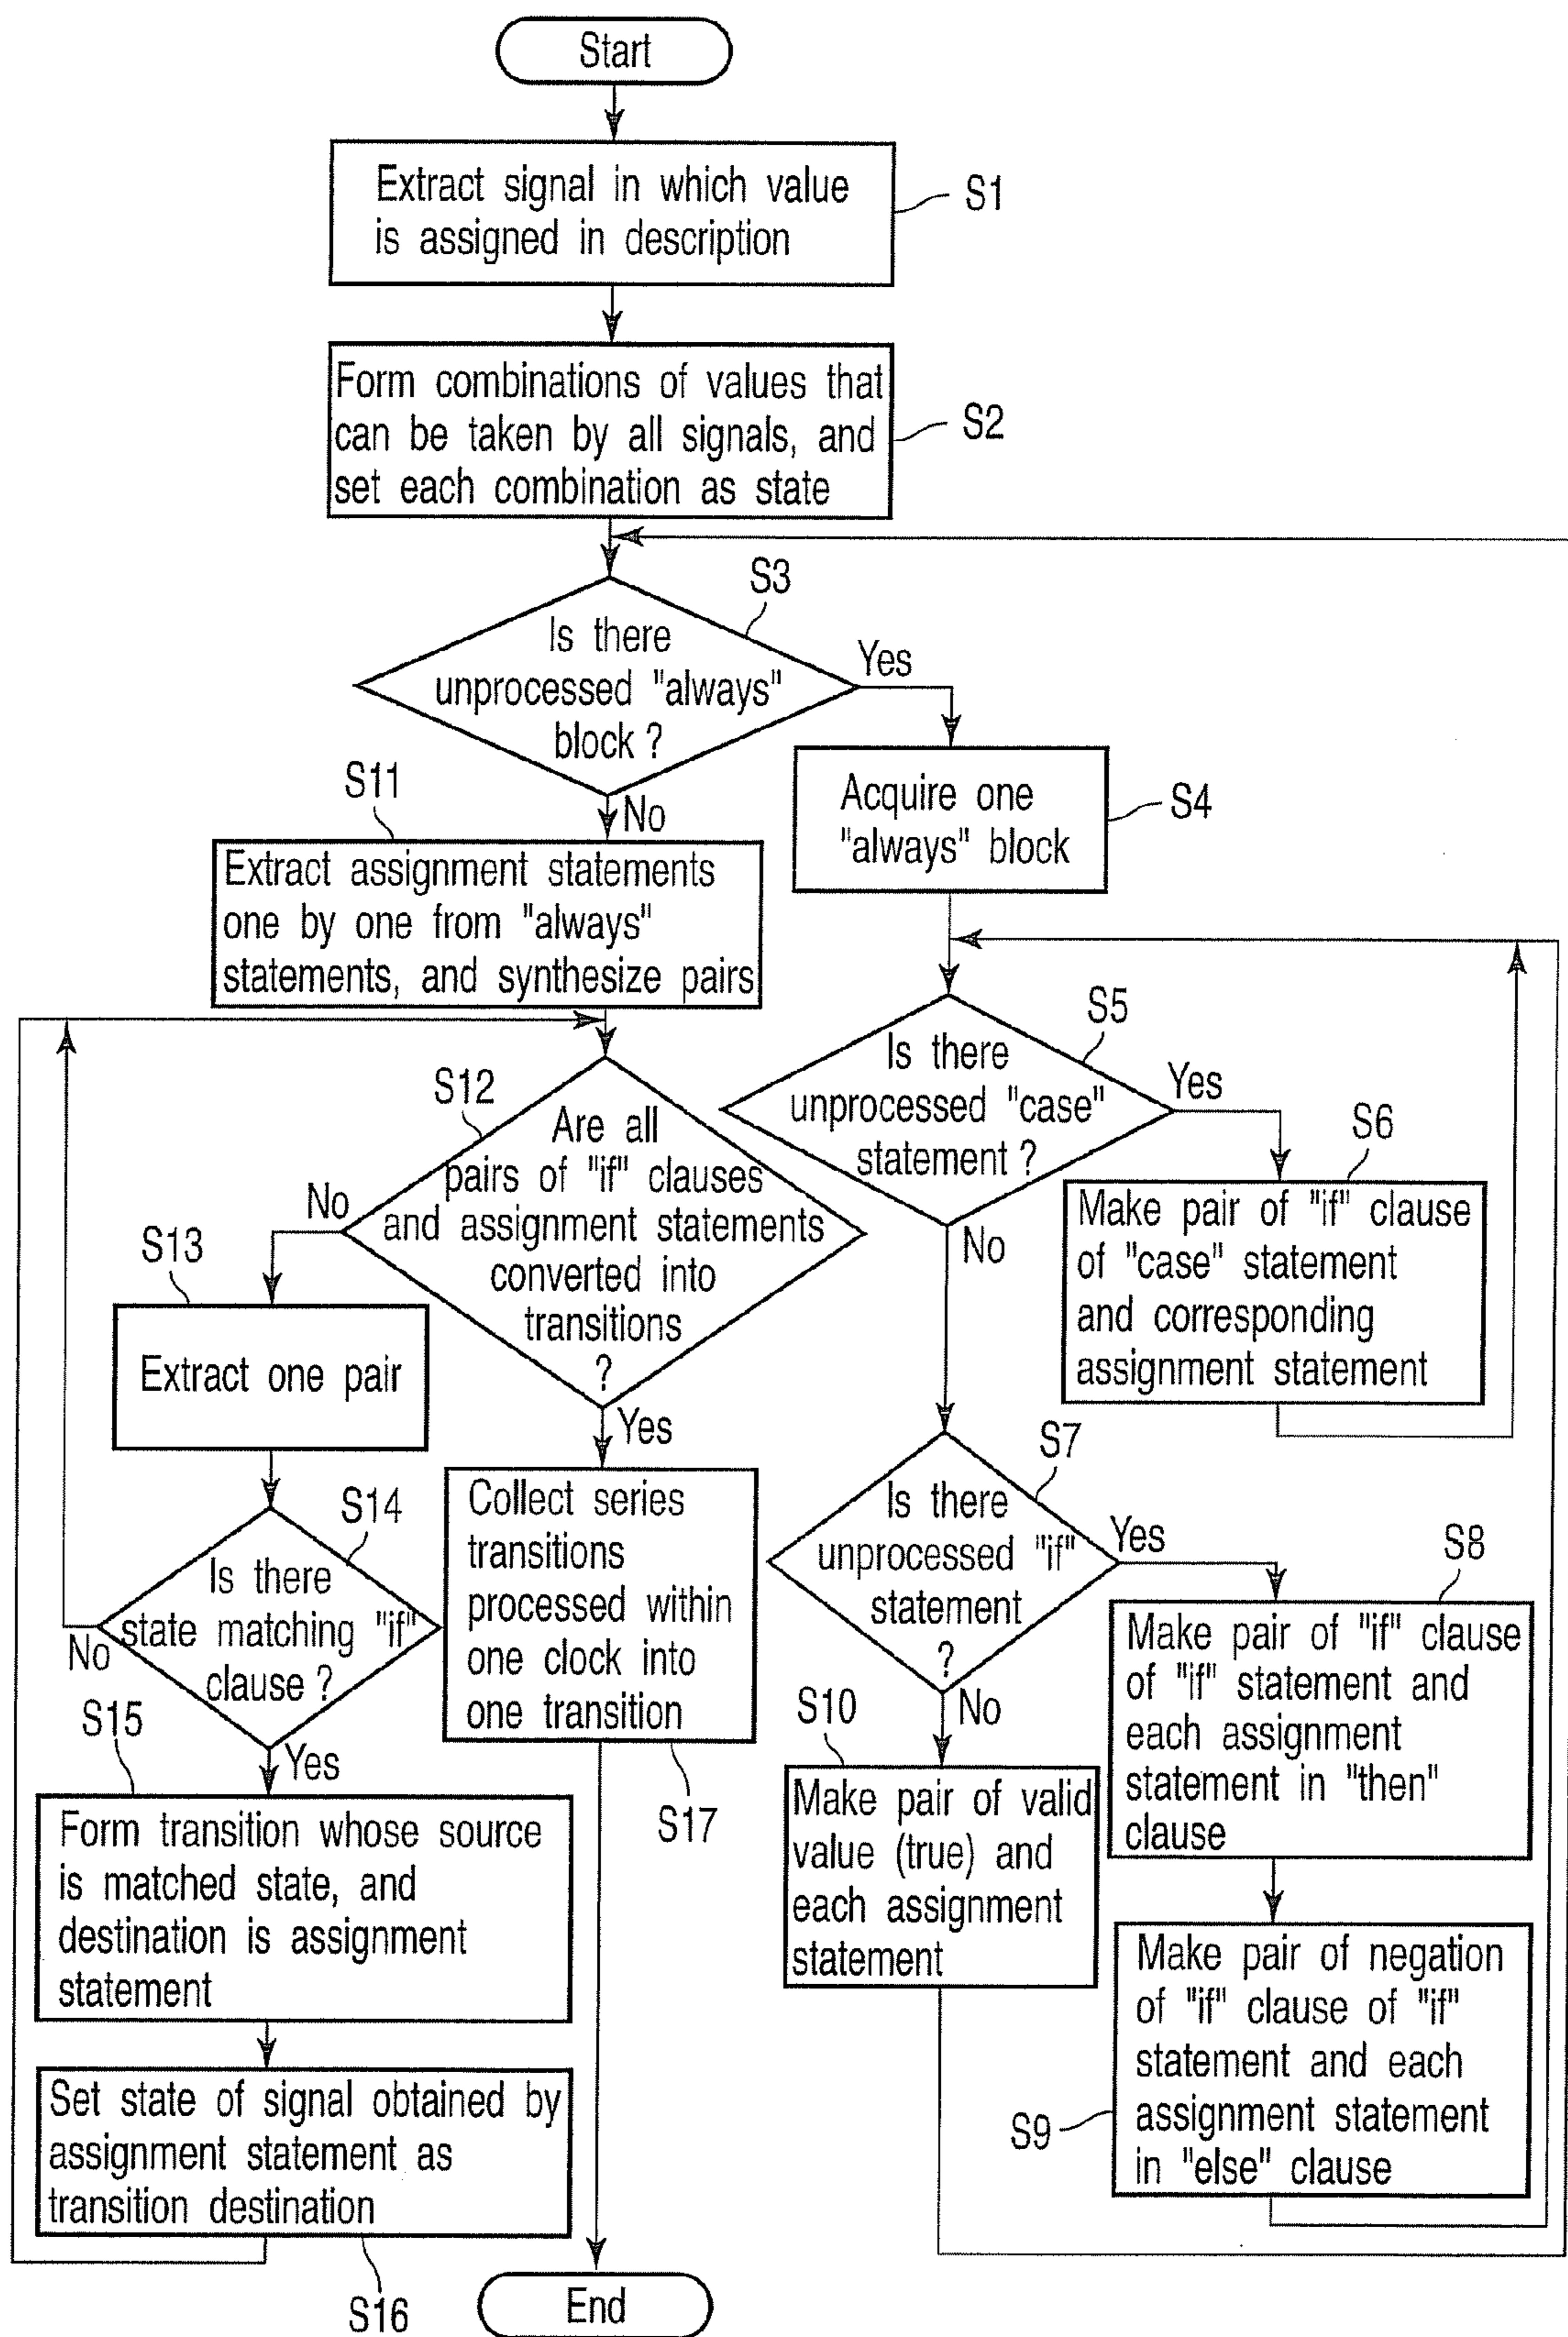 Start
Extract signal in which value
is assigned in description
S1
Form combinations of values that
can be taken by all signals, and
set each combination as state
S2
S3
Is there
unprocessed "always"
block ?
Yes
No
Acquire one
"always" block
S4
S11
Extract assignment statements
one by one from "always"
statements, and synthesize pairs
S5
Is there
unprocessed "case"
statement ?
Yes
No
S6
Make pair of "if" clause
of "case" statement
and corresponding
assignment statement
S12
Are all
pairs of "if" clauses
and assignment statements
converted into
transitions
?
No
Yes
S13
Extract one pair
S7
Is there
unprocessed "if"
statement
?
Yes
No
S8
Make pair of "if" clause
of "if" statement and
each assignment
statement in "then"
clause
S14
Is there
state matching "if"
clause ?
No
Yes
Collect series
transitions
processed within
one clock into
one transition
S17
S10
Make pair of valid
value (true) and
each assignment
statement
S15
Form transition whose source
is matched state, and
destination is assignment
statement
Make pair of negation
of "if" clause of "if"
statement and each
assignment statement
in "else" clause
S9
Set state of signal obtained by
assignment statement as
transition destination
S16
End